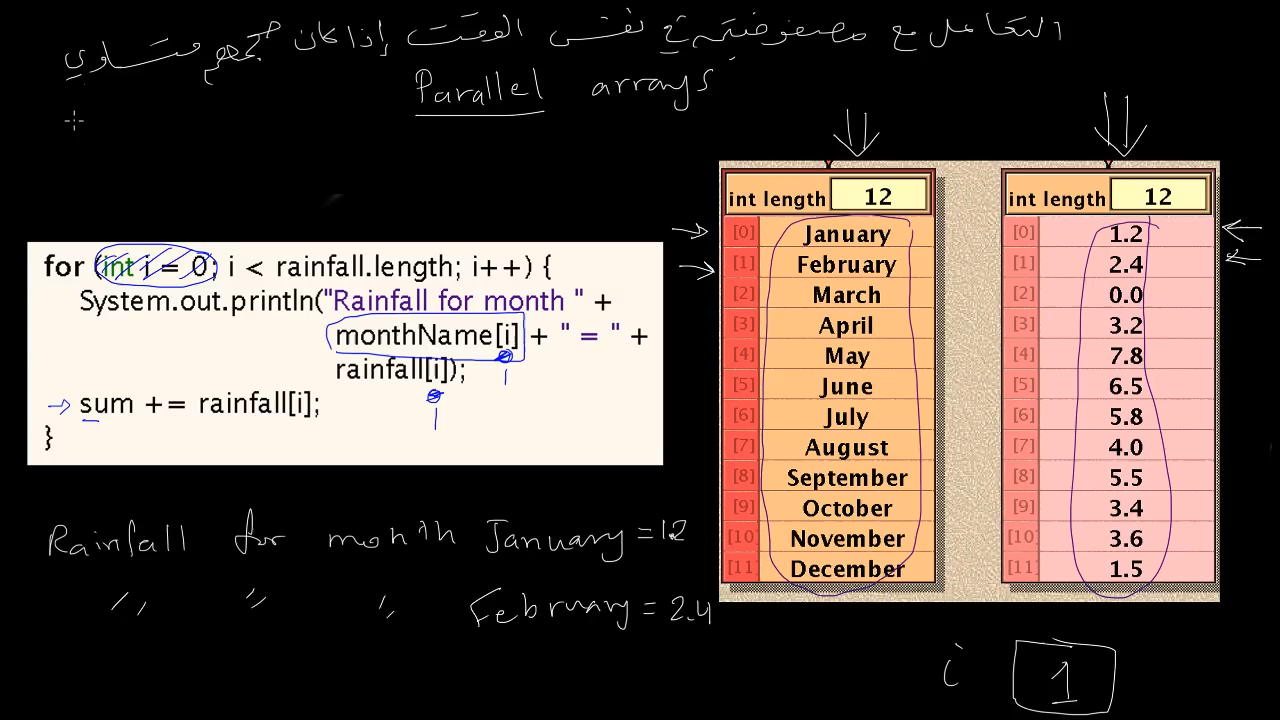 التعامل مع مصفوفتين في نفس الوقت إذا كان حجمهم متساوي
Parallel arrays
for (int i = 0; i < rainfall.length; i++) {
System.out.println("Rainfall for month " +
monthName[i] + " = " +
rainfall[i]);
sum += rainfall[i];
}
Rainfall for month January = 1.2
" " " February = 2.4
int length 12
[0] January
[1] February
[2] March
[3] April
[4] May
[5] June
[6] July
[7] August
[8] September
[9] October
[10] November
[11] December
int length 12
[0] 1.2
[1] 2.4
[2] 0.0
[3] 3.2
[4] 7.8
[5] 6.5
[6] 5.8
[7] 4.0
[8] 5.5
[9] 3.4
[10] 3.6
[11] 1.5
i 1